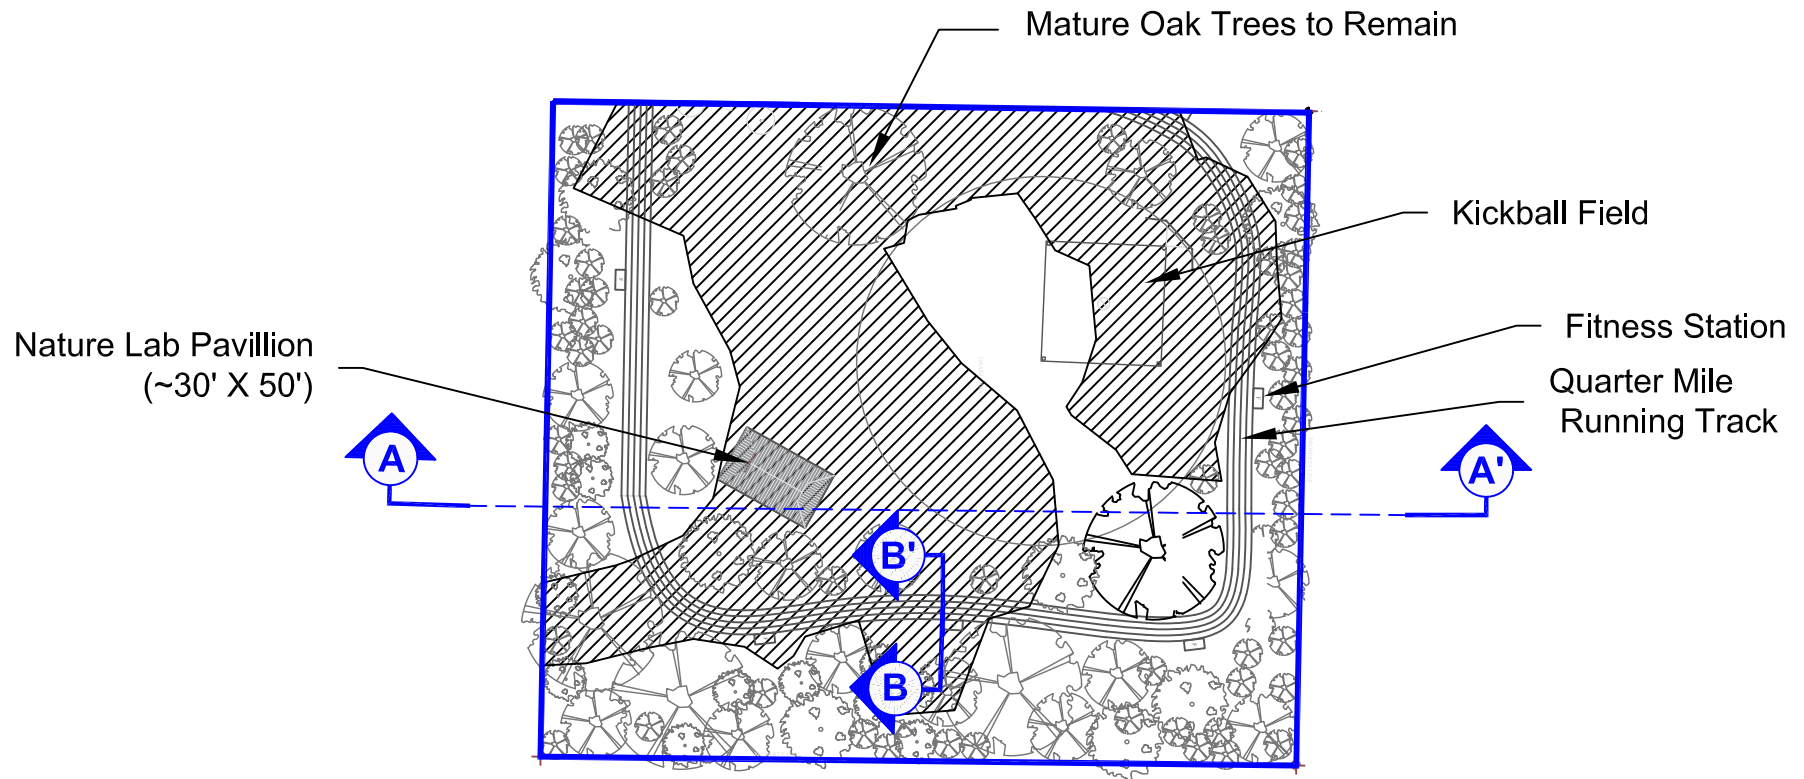 Mature Oak Trees to Remain
Kickball Field
Fitness Station
Nature Lab Pavillion
(~30' X 50')
Quarter Mile
Running Track
A
A'
B'
B